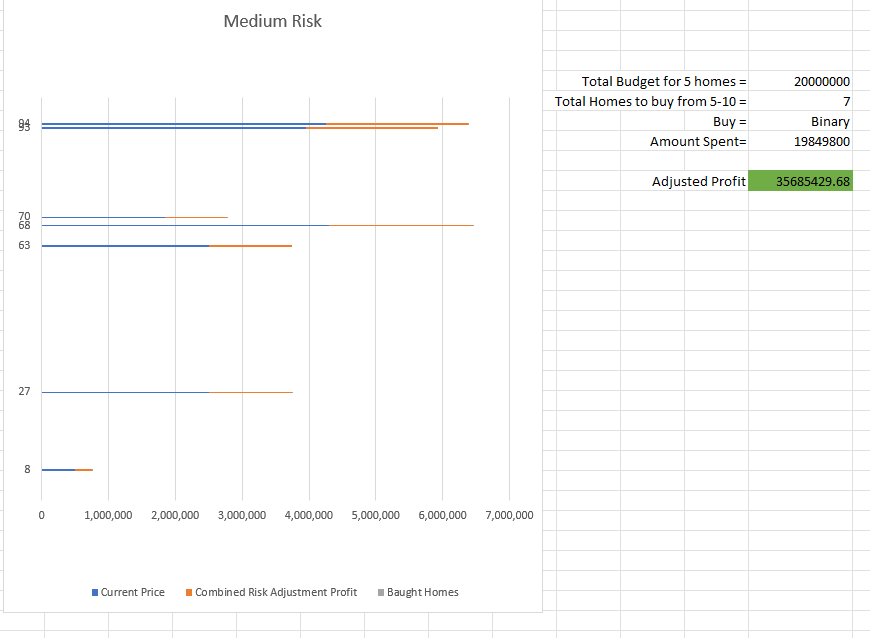 Medium Risk
Total Budget for 5 homes = 20000000
Total Homes to buy from 5-10 = 7
Buy = Binary
Amount Spent= 19849800
Adjusted Profit 35685429.68
94
93
70
68
63
27
8
0 1,000,000 2,000,000 3,000,000 4,000,000 5,000,000 6,000,000 7,000,000
Current Price Combined Risk Adjustment Profit Baught Homes